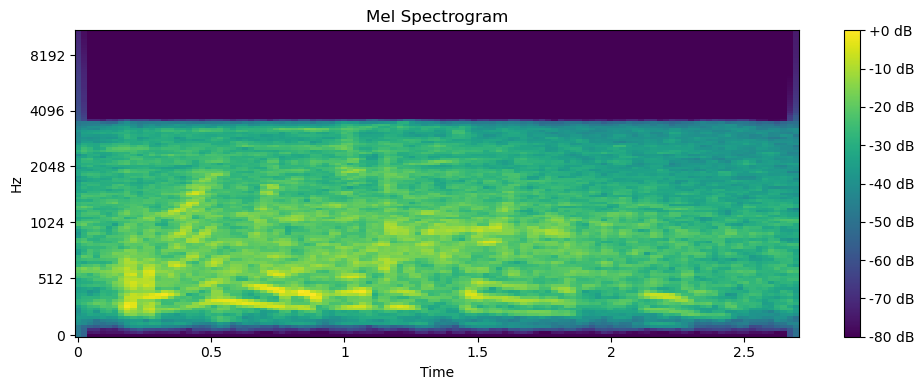 Mel Spectrogram
Hz
8192
4096
2048
1024
512
0
0
0.5
1
1.5
2
2.5
Time
+0 dB
-10 dB
-20 dB
-30 dB
-40 dB
-50 dB
-60 dB
-70 dB
-80 dB